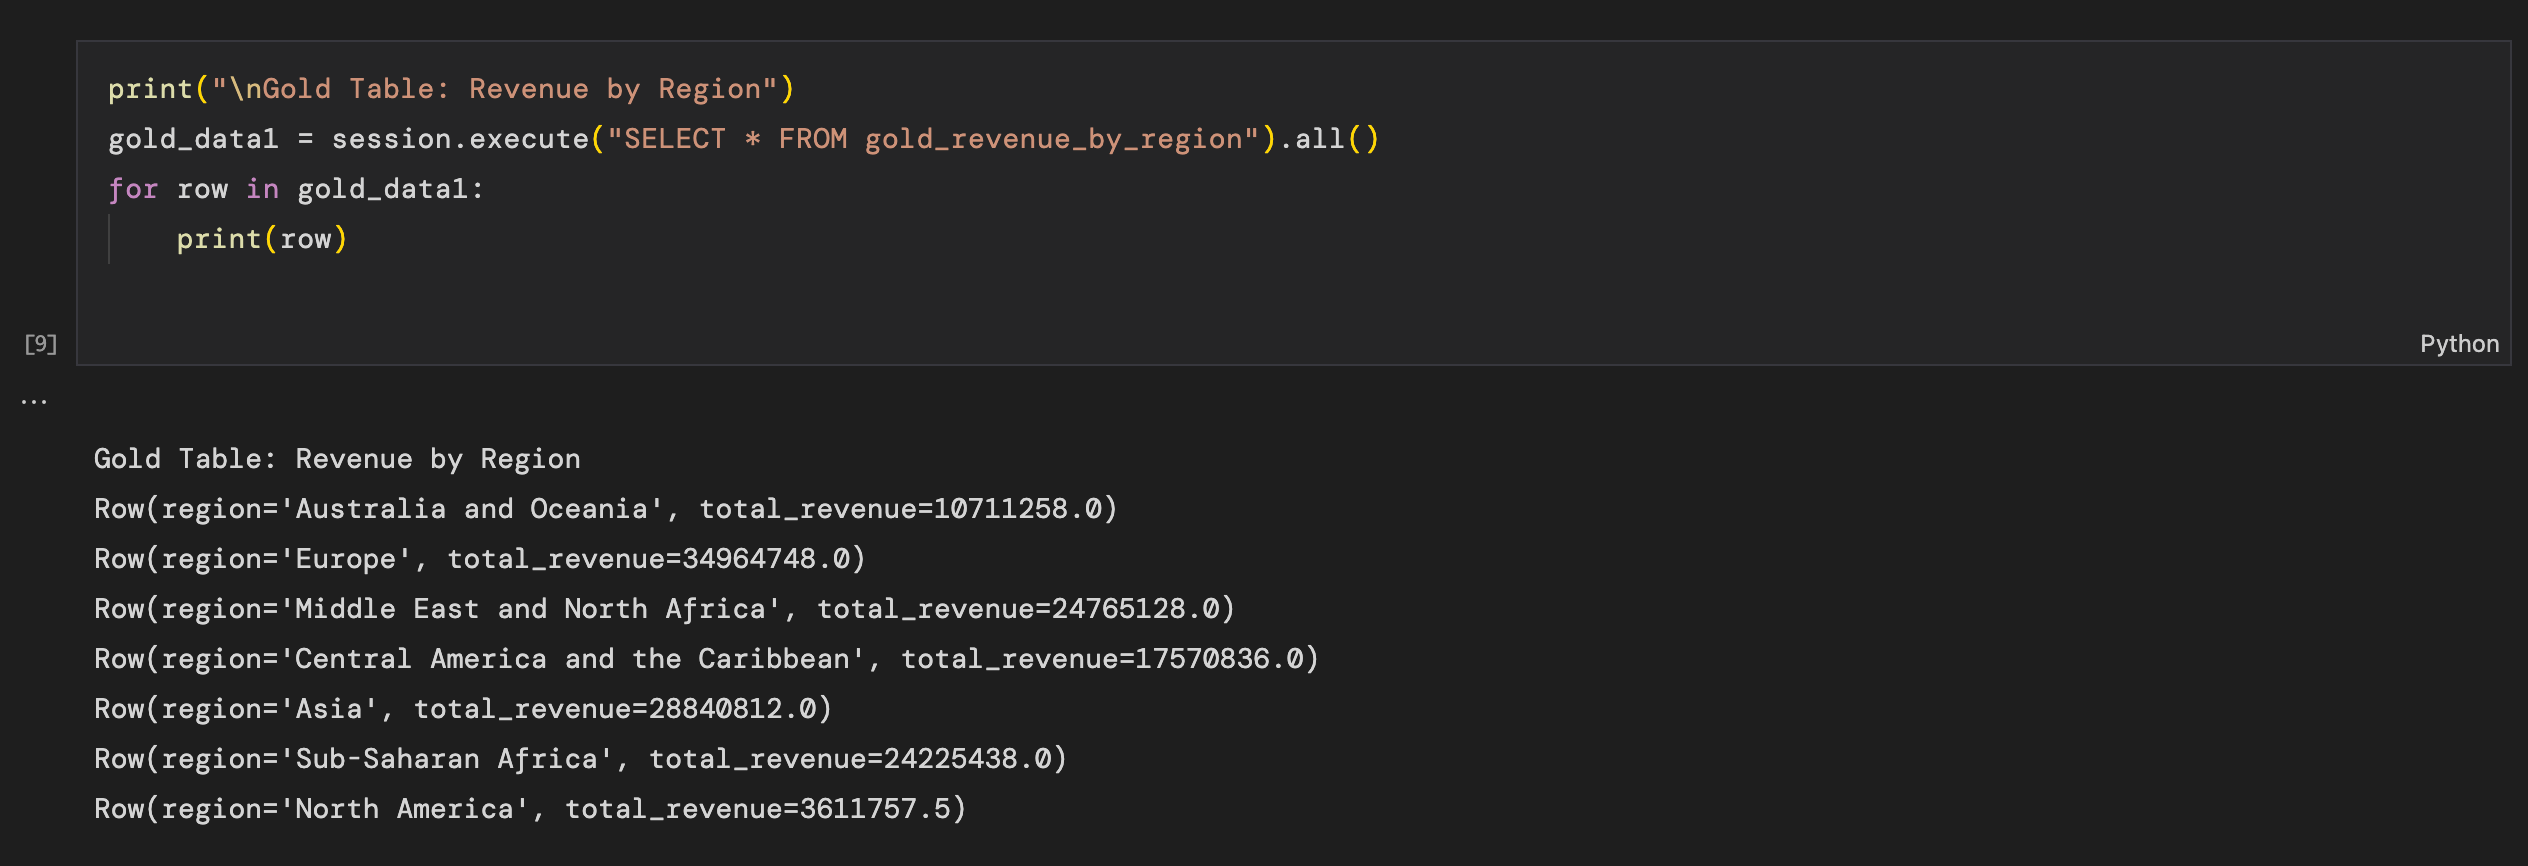 print("\nGold Table: Revenue by Region")
gold_data1 = session.execute("SELECT * FROM gold_revenue_by_region").all()
for row in gold_data1:
    print(row)
[9]
Python
...
Gold Table: Revenue by Region
Row(region='Australia and Oceania', total_revenue=10711258.0)
Row(region='Europe', total_revenue=34964748.0)
Row(region='Middle East and North Africa', total_revenue=24765128.0)
Row(region='Central America and the Caribbean', total_revenue=17570836.0)
Row(region='Asia', total_revenue=28840812.0)
Row(region='Sub-Saharan Africa', total_revenue=24225438.0)
Row(region='North America', total_revenue=3611757.5)